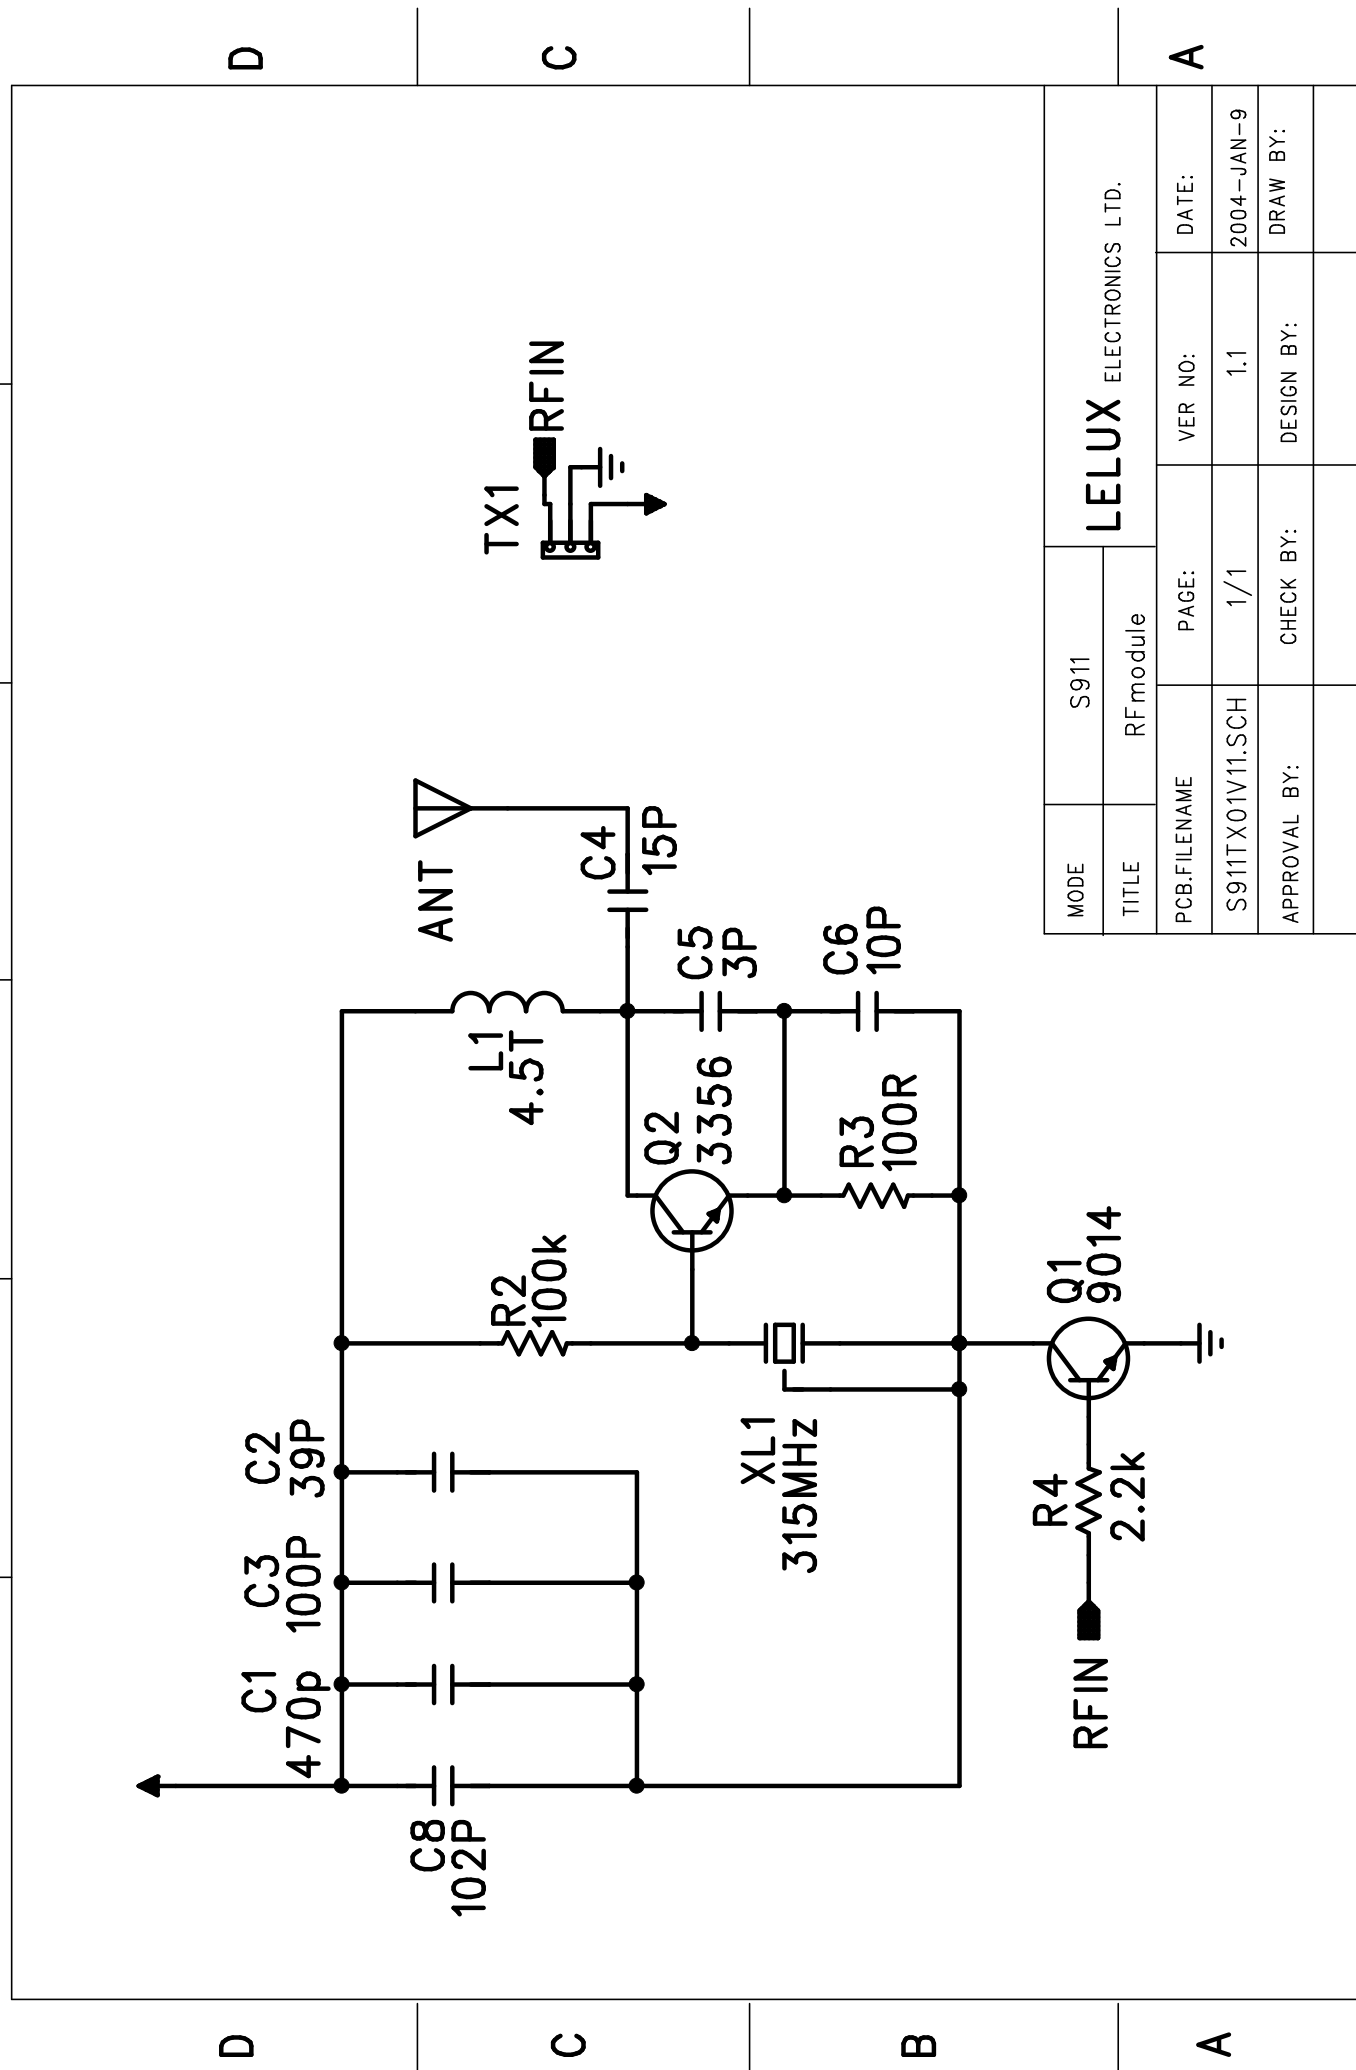 D
C
B
A
D
C
A
C8
102P
C1
470p
C3
100P
C2
39P
R2
100k
L1
4.5T
ANT
C4
15P
C5
3P
C6
10P
Q2
3356
R3
100R
XL1
315MHz
Q1
9014
R4
2.2k
RFIN
TX1
RFIN
MODE
S911
LELUX ELECTRONICS LTD.
TITLE
RFmodule
PCB.FILENAME
PAGE:
VER NO:
DATE:
S911TX01V11.SCH
1/1
1.1
2004-JAN-9
APPROVAL BY:
CHECK BY:
DESIGN BY:
DRAW BY: